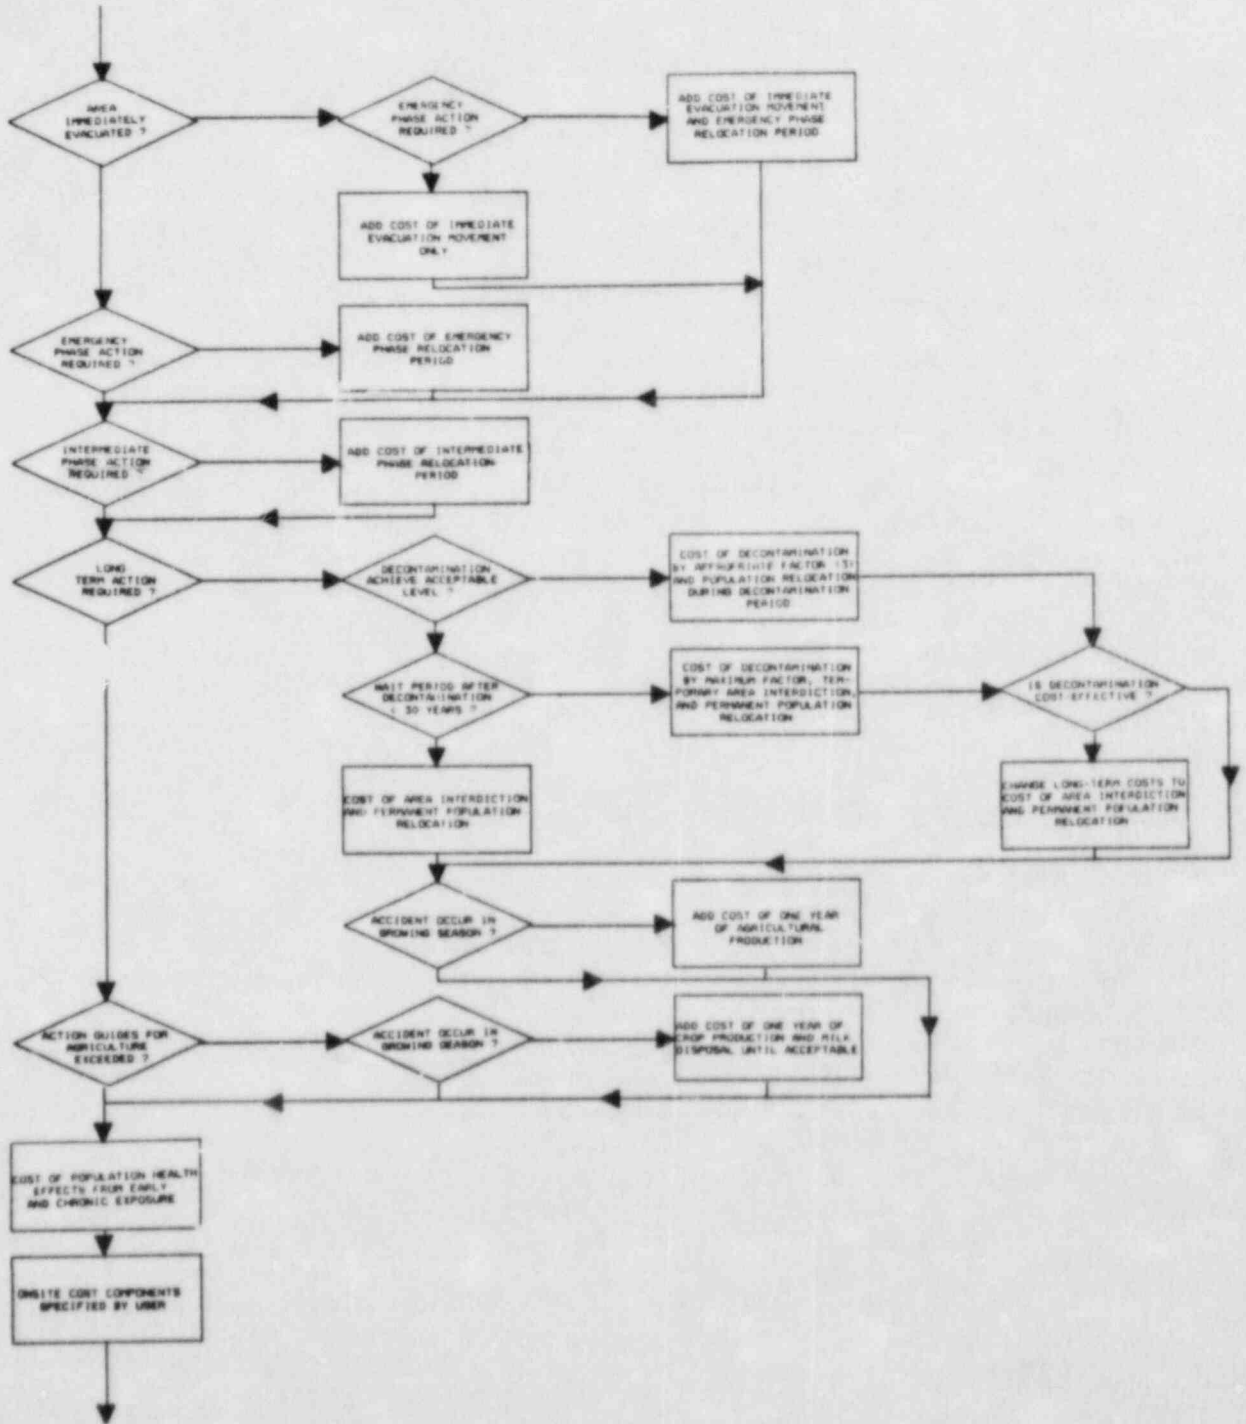 AREA
IMMEDIATELY
EVACUATED ?
EMERGENCY
PHASE ACTION
REQUIRED ?
ADD COST OF IMMEDIATE
EVACUATION MOVEMENT
AND EMERGENCY PHASE
RELOCATION PERIOD
ADD COST OF IMMEDIATE
EVACUATION MOVEMENT
ONLY
EMERGENCY
PHASE ACTION
REQUIRED ?
ADD COST OF EMERGENCY
PHASE RELOCATION
PERIOD
INTERMEDIATE
PHASE ACTION
REQUIRED ?
ADD COST OF INTERMEDIATE
PHASE RELOCATION
PERIOD
LONG
TERM ACTION
REQUIRED ?
DECONTAMINATION
ACHIEVE ACCEPTABLE
LEVEL ?
COST OF DECONTAMINATION
BY APPROPRIATE FACTOR (S)
AND POPULATION RELOCATION
DURING DECONTAMINATION
PERIOD
WAIT PERIOD AFTER
DECONTAMINATION
< 30 YEARS ?
COST OF DECONTAMINATION
BY MAXIMUM FACTOR, TEM-
PORARY AREA INTERDICTION,
AND PERMANENT POPULATION
RELOCATION
IS DECONTAMINATION
COST-EFFECTIVE ?
COST OF AREA INTERDICTION
AND PERMANENT POPULATION
RELOCATION
CHANGE LONG-TERM COSTS TO
COST OF AREA INTERDICTION
AND PERMANENT POPULATION
RELOCATION
ACCIDENT OCCUR IN
GROWING SEASON ?
ADD COST OF ONE YEAR
OF AGRICULTURAL
PRODUCTION
ACTION GUIDES FOR
AGRICULTURE
EXCEEDED ?
ACCIDENT OCCUR IN
GROWING SEASON ?
ADD COST OF ONE YEAR OF
CROP PRODUCTION AND MILK
DISPOSAL UNTIL ACCEPTABLE
COST OF POPULATION HEALTH
EFFECTS FROM EARLY
AND CHRONIC EXPOSURE
ONSITE COST COMPONENTS
SPECIFIED BY USER